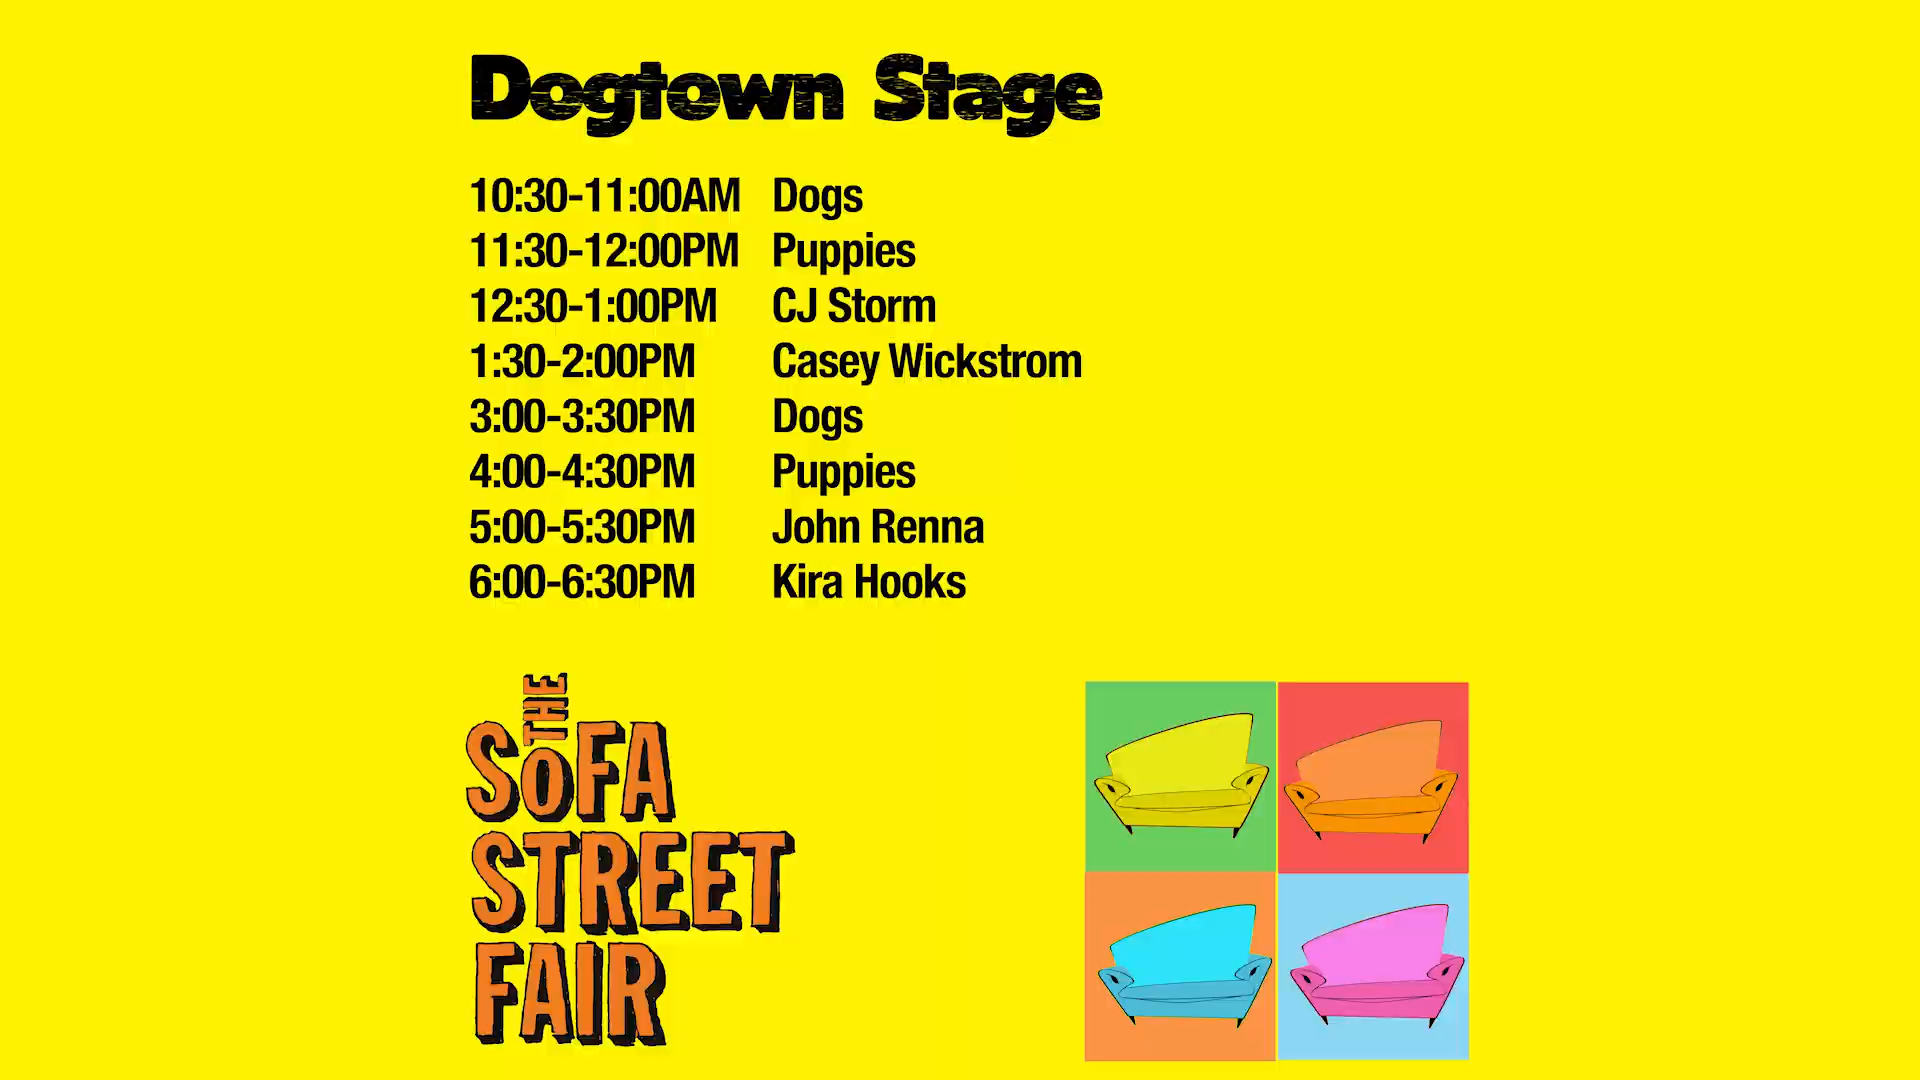 Dogtown Stage
10:30-11:00AM Dogs
11:30-12:00PM Puppies
12:30-1:00PM CJ Storm
1:30-2:00PM Casey Wickstrom
3:00-3:30PM Dogs
4:00-4:30PM Puppies
5:00-5:30PM John Renna
6:00-6:30PM Kira Hooks
THE
SoFA
STREET
FAIR